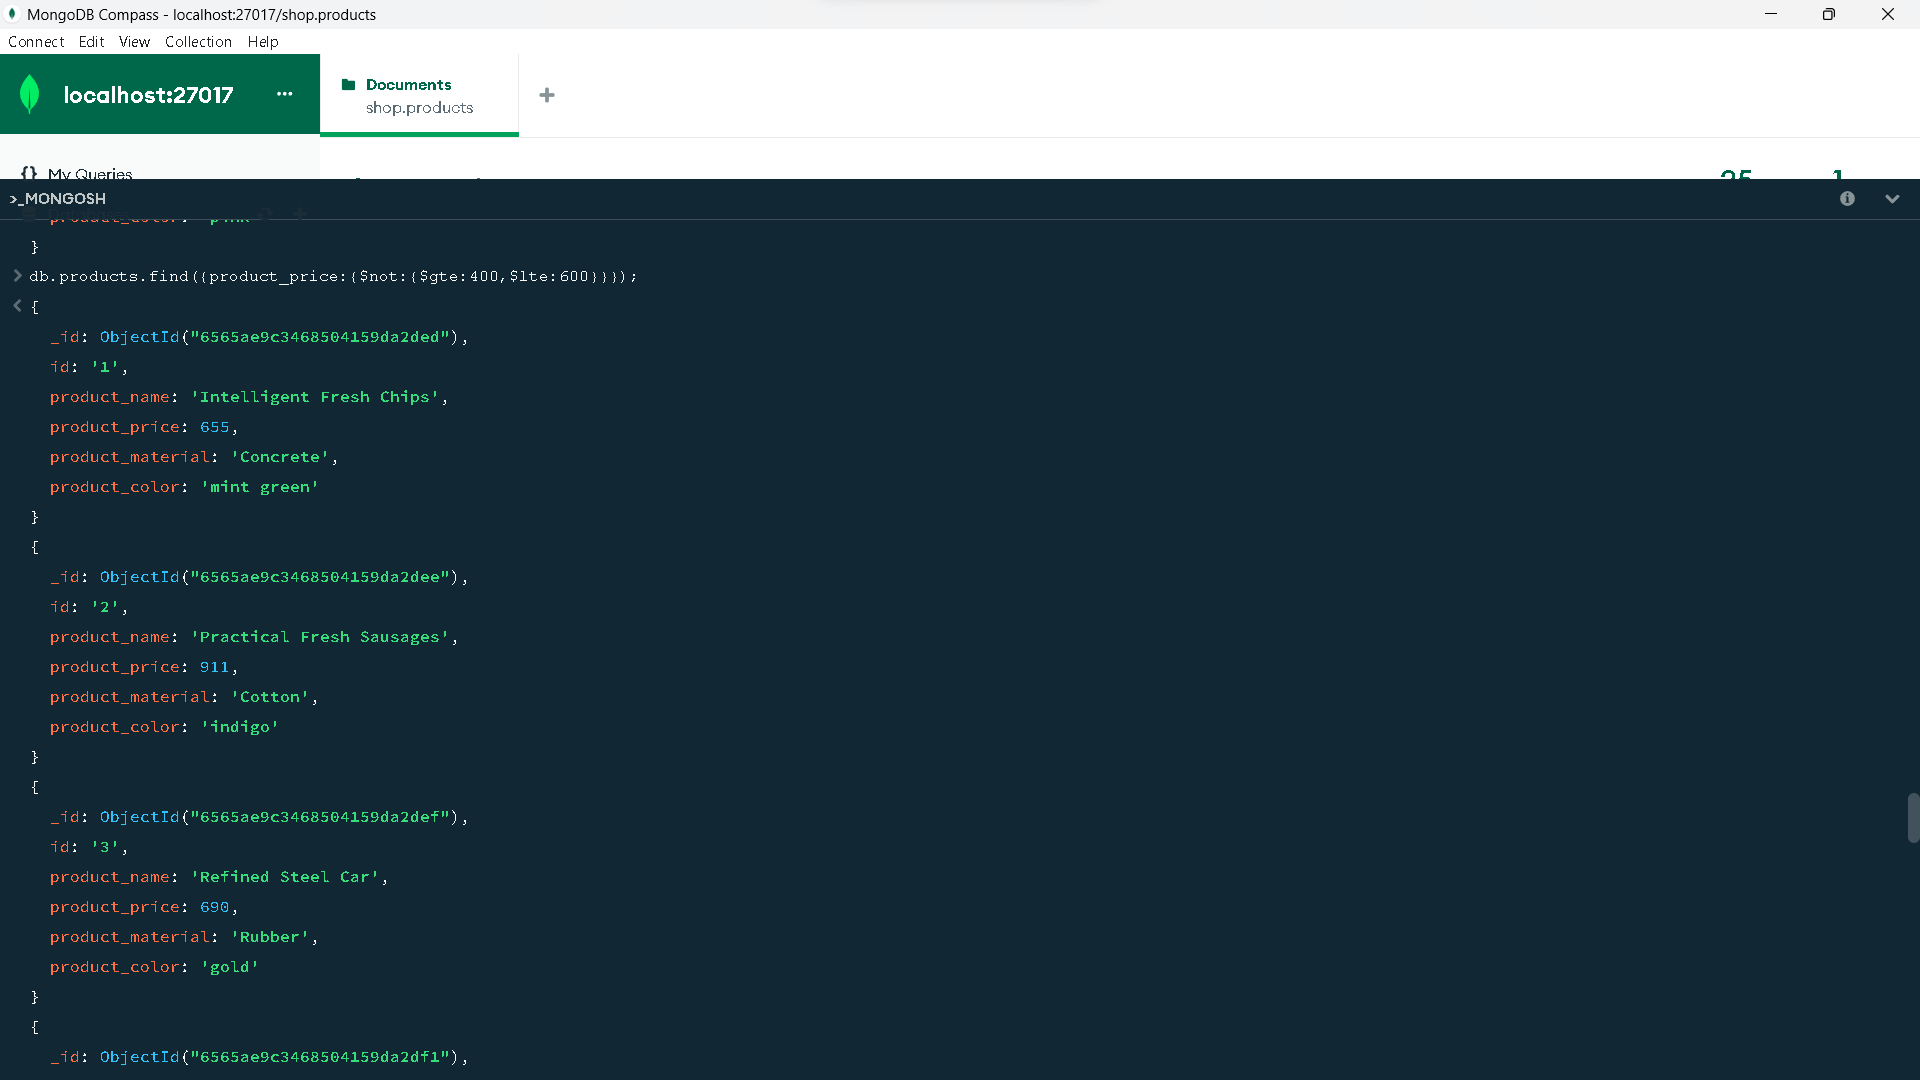 MongoDB Compass - localhost:27017/shop.products
Connect Edit View Collection Help
localhost:27017 ...
Documents
shop.products
{} My Queries
25 1
>_MONGOSH
product_color: 'pink'
}
> db.products.find({product_price:{$not:{$gte:400,$lte:600}}});
< {
_id: ObjectId("6565ae9c3468504159da2ded"),
id: '1',
product_name: 'Intelligent Fresh Chips',
product_price: 655,
product_material: 'Concrete',
product_color: 'mint green'
}
{
_id: ObjectId("6565ae9c3468504159da2dee"),
id: '2',
product_name: 'Practical Fresh Sausages',
product_price: 911,
product_material: 'Cotton',
product_color: 'indigo'
}
{
_id: ObjectId("6565ae9c3468504159da2def"),
id: '3',
product_name: 'Refined Steel Car',
product_price: 690,
product_material: 'Rubber',
product_color: 'gold'
}
{
_id: ObjectId("6565ae9c3468504159da2df1"),